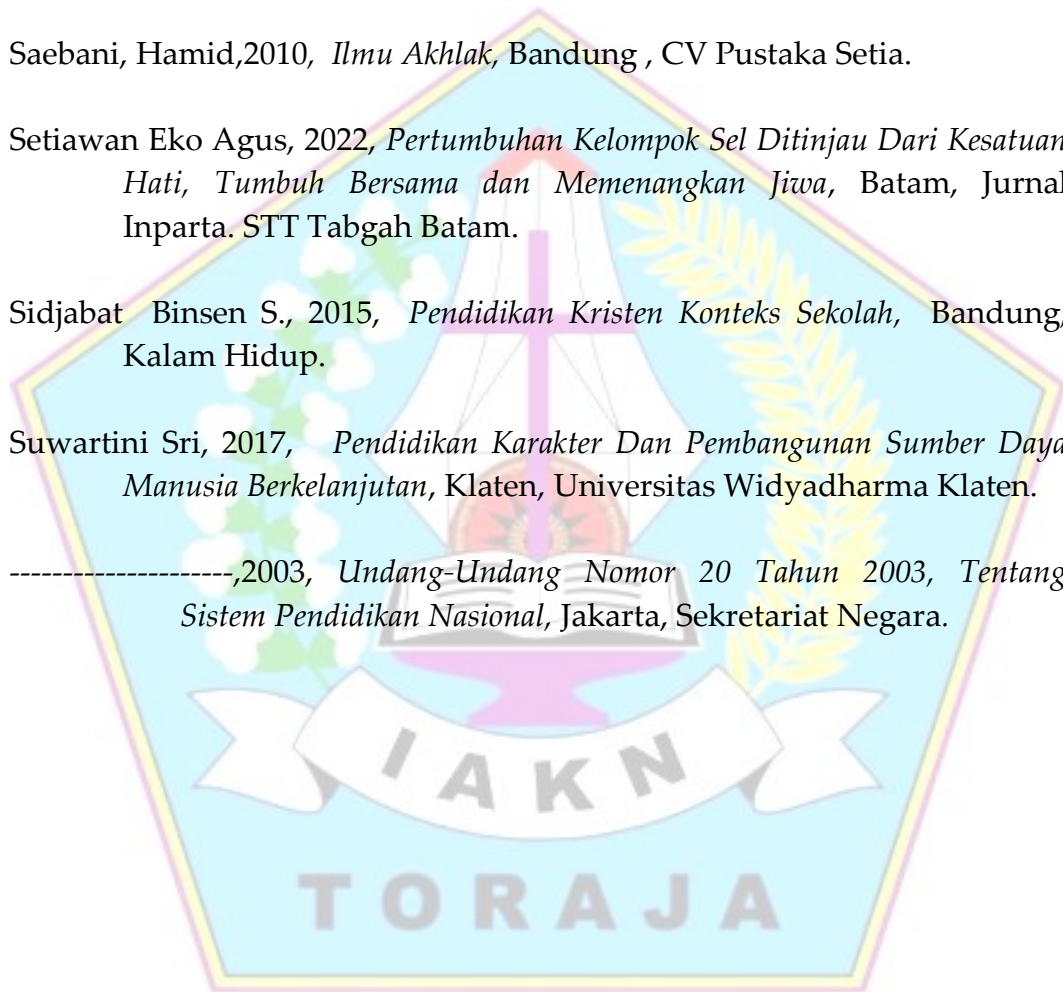 Saebani, Hamid,2010, Ilmu Akhlak, Bandung , CV Pustaka Setia.
Setiawan Eko Agus, 2022, Pertumbuhan Kelompok Sel Ditinjau Dari Kesatuan
Hati, Tumbuh Bersama dan Memenangkan Jiwa, Batam, Jurnal
Inparta. STT Tabgah Batam.
Sidjabat Binsen S., 2015, Pendidikan Kristen Konteks Sekolah, Bandung,
Kalam Hidup.
Suwartini Sri, 2017, Pendidikan Karakter Dan Pembangunan Sumber Daya
Manusia Berkelanjutan, Klaten, Universitas Widyadharma Klaten.
---------------------,2003, Undang-Undang Nomor 20 Tahun 2003, Tentang
Sistem Pendidikan Nasional, Jakarta, Sekretariat Negara.
IAKN
TORAJA